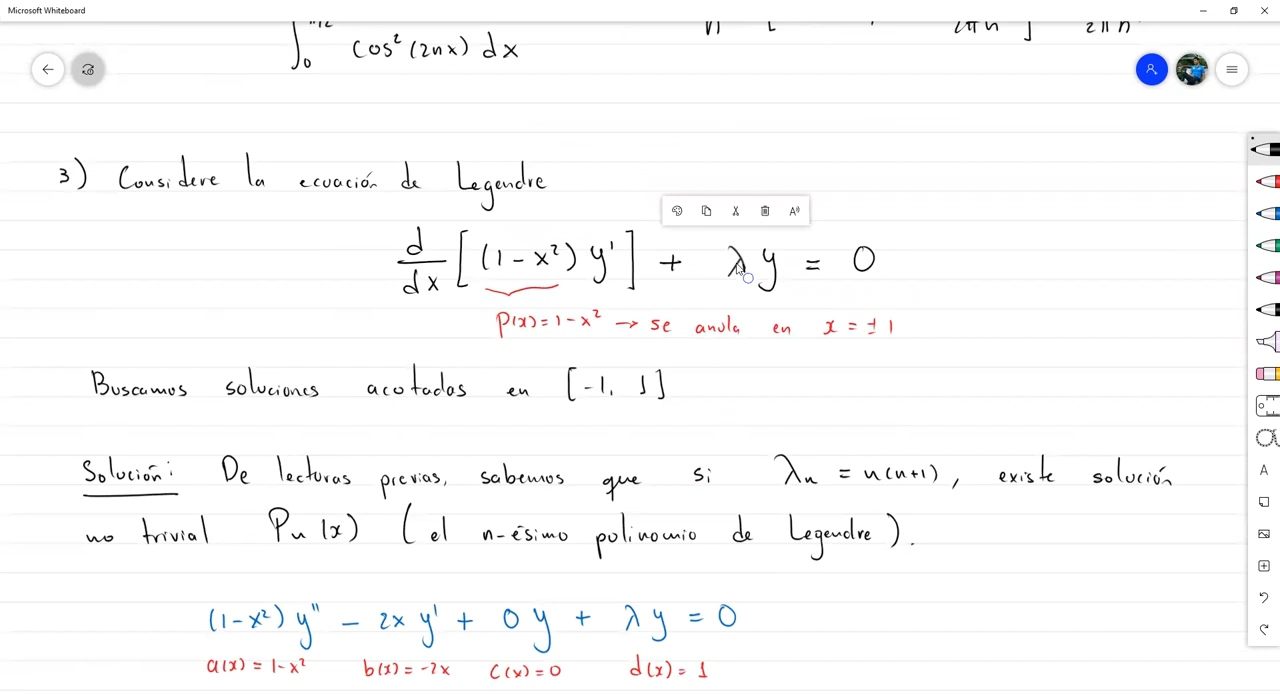 Microsoft Whiteboard
∫₀ cos² (2nx) dx
3) Considere la ecuación de Legendre
d/dx [(1 - x²) y'] + λ y = 0
p(x) = 1 - x² → se anula en x = ± 1
Buscamos soluciones acotadas en [-1, 1]
Solución: De lecturas previas, sabemos que si λn = n(n+1), existe solución
no trivial Pn(x) (el n-ésimo polinomio de Legendre).
(1-x²) y'' - 2x y' + 0 y + λ y = 0
a(x) = 1-x² b(x) = -2x c(x) = 0 d(x) = 1